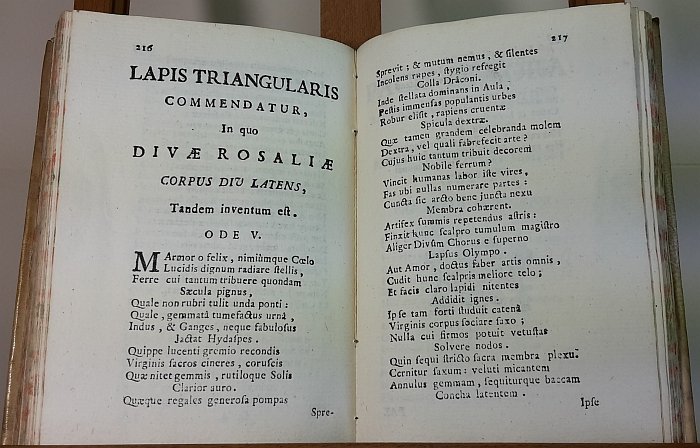 216
LAPIS TRIANGULARIS
COMMENDATUR,
In quo
DIVÆ ROSALIÆ
CORPUS DIU LATENS,
Tandem inventum est.
ODE V.
MArmor o felix, nimiùmque Cœlo
Lucidis dignum radiare stellis,
Ferre cui tantum tribuere quondam
Sæcula pignus,
Quale non rubri tulit unda ponti:
Quale, gemmatâ tumefactus urnâ,
Indus, & Ganges, neque fabulosus
Jactat Hydaspes.
Quippe lucenti gremio recondis
Virginis sacros cineres, coruscis
Quæ nitet gemmis, rutiloque Solis
Clarior auro.
Quæque regales generosa pompas
Spre-
217
Sprevit; & mutum nemus, & silentes
Incolens rupes, stygio refregit
Colla Draconi.
Inde stellata dominans in Aula,
Pestis immensas populantis urbes
Robur elisit, rapiens cruentæ
Spicula dextræ.
Quæ tamen grandem celebranda molem
Dextra, vel quali fabrefecit arte?
Cujus huic tantum tribuit decorem
Nobile ferrum?
Vincit humanas labor iste vires,
Fas ubi nullas numerare partes:
Cuncta sic arcto bene juncta nexu
Membra cohærent.
Artifex summis repetendus astris:
Finxit hunc scalpro tumulum magistro
Aliger Divûm Chorus e superno
Lapsus Olympo.
Aut Amor, doctus faber artis omnis,
Cudit hunc scalpris meliore telo;
Et facis claro lapidi nitentes
Addidit ignes.
Ipse tam forti studuit catenâ
Virginis corpus sociare saxo;
Nulla cui firmos potuit vetustas
Solvere nodos.
Quin sequi stricto sacra membra plexu
Cernitur saxum: veluti micantem
Annulus gemmam, sequiturque baccam
Concha latentem.
Ipse